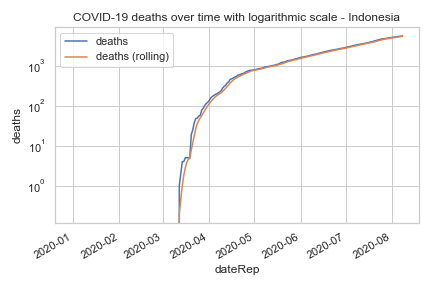 COVID-19 deaths over time with logarithmic scale - Indonesia
deaths
deaths (rolling)
10³
10²
10¹
10⁰
deaths
2020-01
2020-02
2020-03
2020-04
2020-05
2020-06
2020-07
2020-08
dateRep